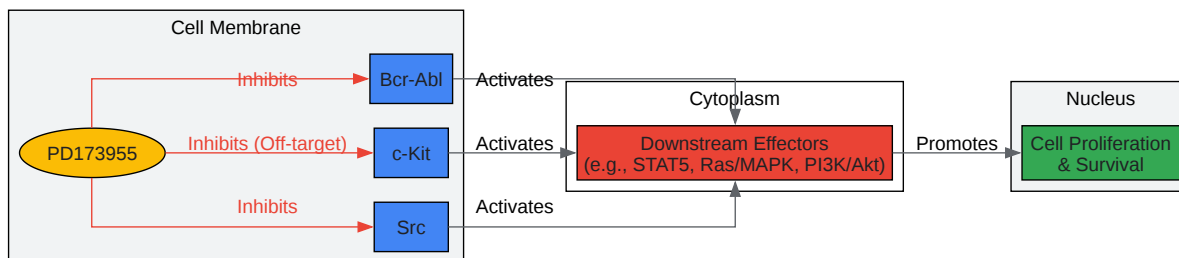 Cell Membrane
Inhibits
Bcr-Abl
Activates
PD173955
Inhibits (Off-target)
c-Kit
Activates
Inhibits
Src
Activates
Cytoplasm
Downstream Effectors
(e.g., STAT5, Ras/MAPK, PI3K/Akt)
Promotes
Nucleus
Cell Proliferation
& Survival